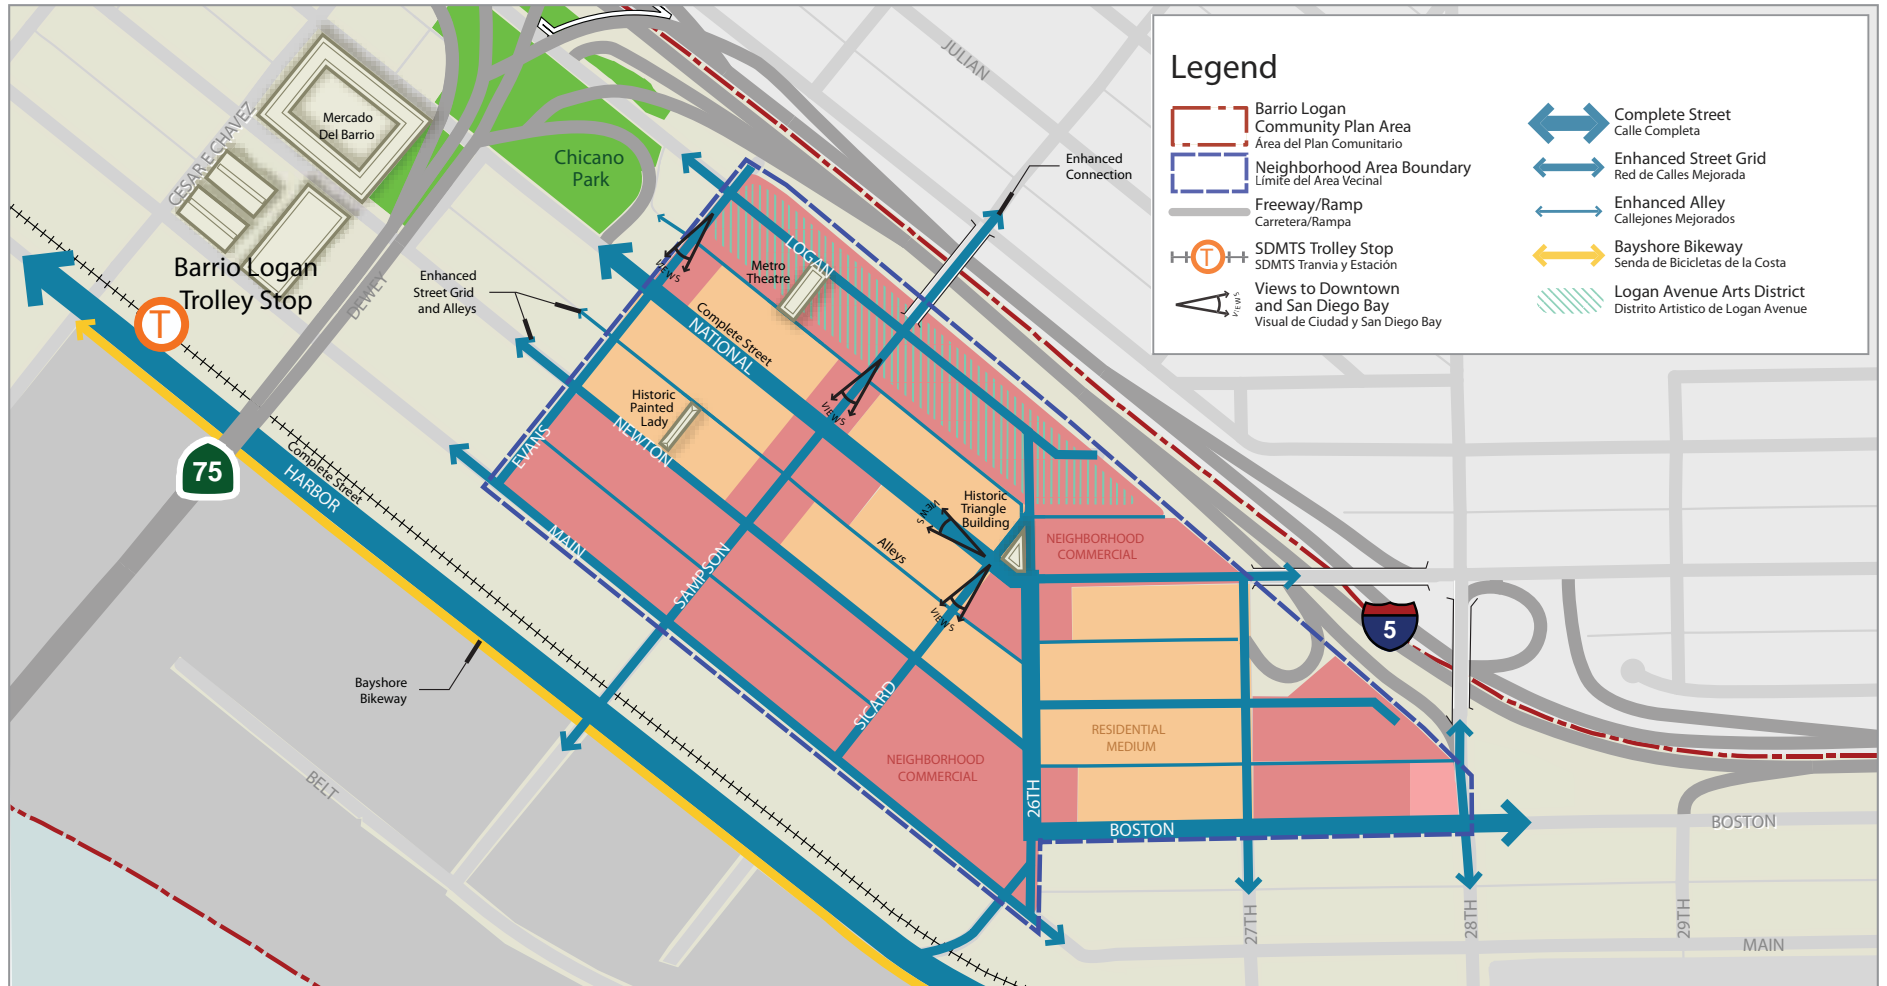 JULIAN
CESAR E CHAVEZ
Mercado
Del Barrio
Chicano
Park
Enhanced
Connection
Barrio Logan
Trolley Stop
T
DEWEY
Enhanced
Street Grid
and Alleys
VIEWS
LOGAN
Metro
Theatre
Complete Street
NATIONAL
Historic
Painted
Lady
VIEWS
NEWTON
EVANS
75
Complete Street
HARBOR
MAIN
SAMPSON
Alleys
VIEWS
Historic
Triangle
Building
NEIGHBORHOOD
COMMERCIAL
VIEWS
5
Bayshore
Bikeway
SICARD
RESIDENTIAL
MEDIUM
NEIGHBORHOOD
COMMERCIAL
BELT
26TH
BOSTON
BOSTON
27TH
28TH
29TH
MAIN
Legend
Barrio Logan
Community Plan Area
Área del Plan Comunitario
Neighborhood Area Boundary
Límite del Area Vecinal
Freeway/Ramp
Carretera/Rampa
T
SDMTS Trolley Stop
SDMTS Tranvia y Estación
VIEWS
Views to Downtown
and San Diego Bay
Visual de Ciudad y San Diego Bay
Complete Street
Calle Completa
Enhanced Street Grid
Red de Calles Mejorada
Enhanced Alley
Callejones Mejorados
Bayshore Bikeway
Senda de Bicicletas de la Costa
Logan Avenue Arts District
Distrito Artistico de Logan Avenue